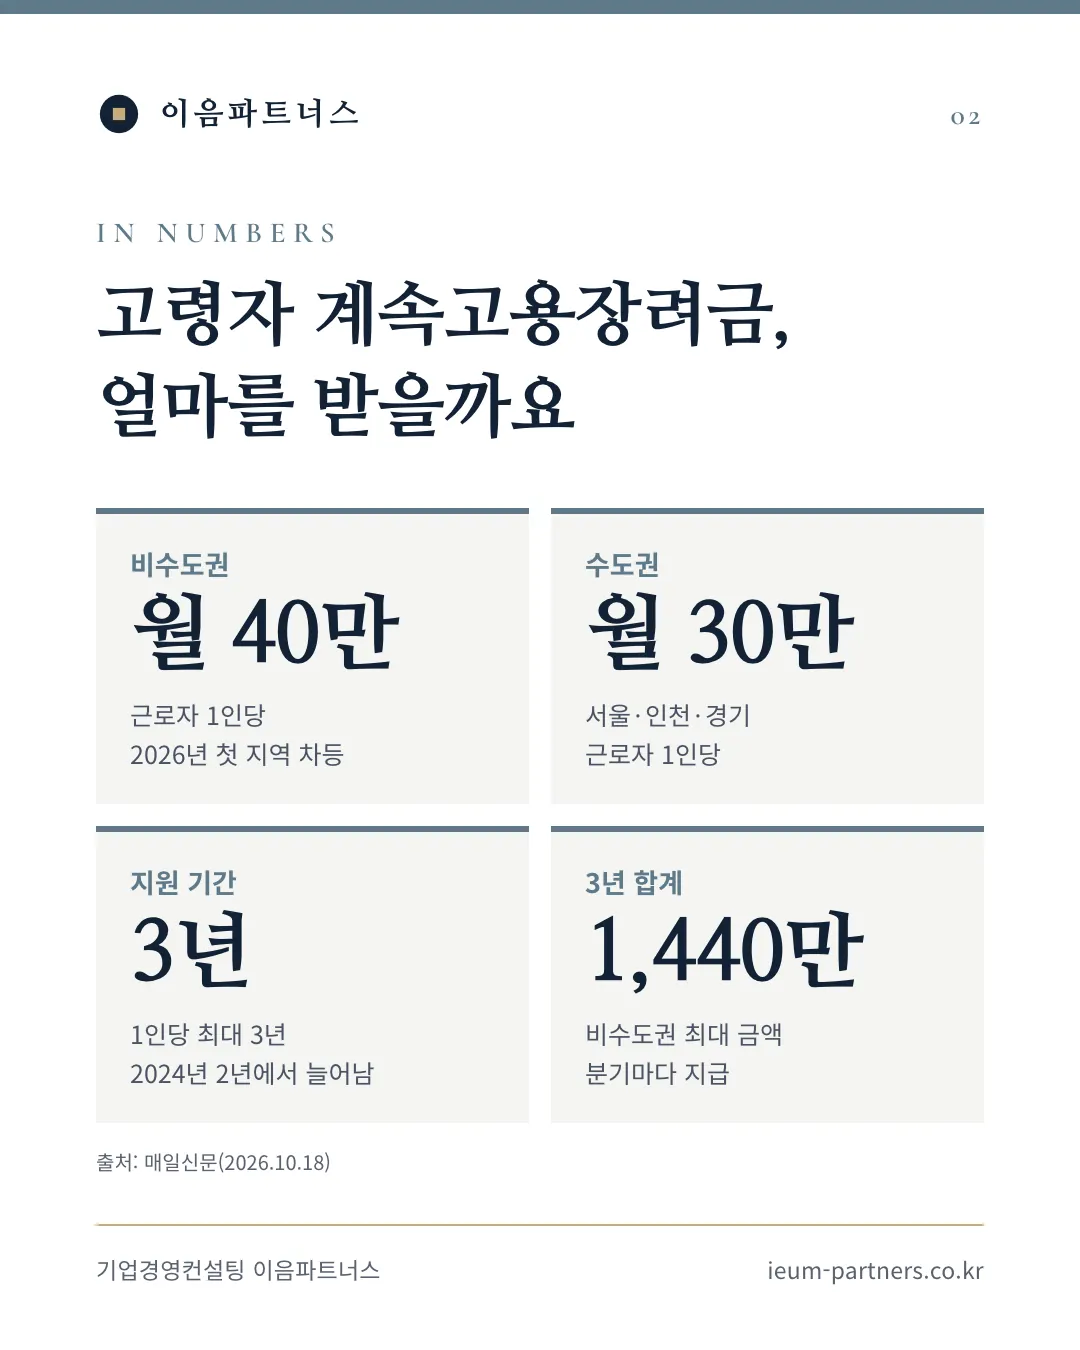 이음파트너스
02
IN NUMBERS
고령자 계속고용장려금,
얼마를 받을까요
비수도권
월 40만
근로자 1인당
2026년 첫 지역 차등
수도권
월 30만
서울·인천·경기
근로자 1인당
지원 기간
3년
1인당 최대 3년
2024년 2년에서 늘어남
3년 합계
1,440만
비수도권 최대 금액
분기마다 지급
출처: 매일신문(2026.10.18)
기업경영컨설팅 이음파트너스
ieum-partners.co.kr